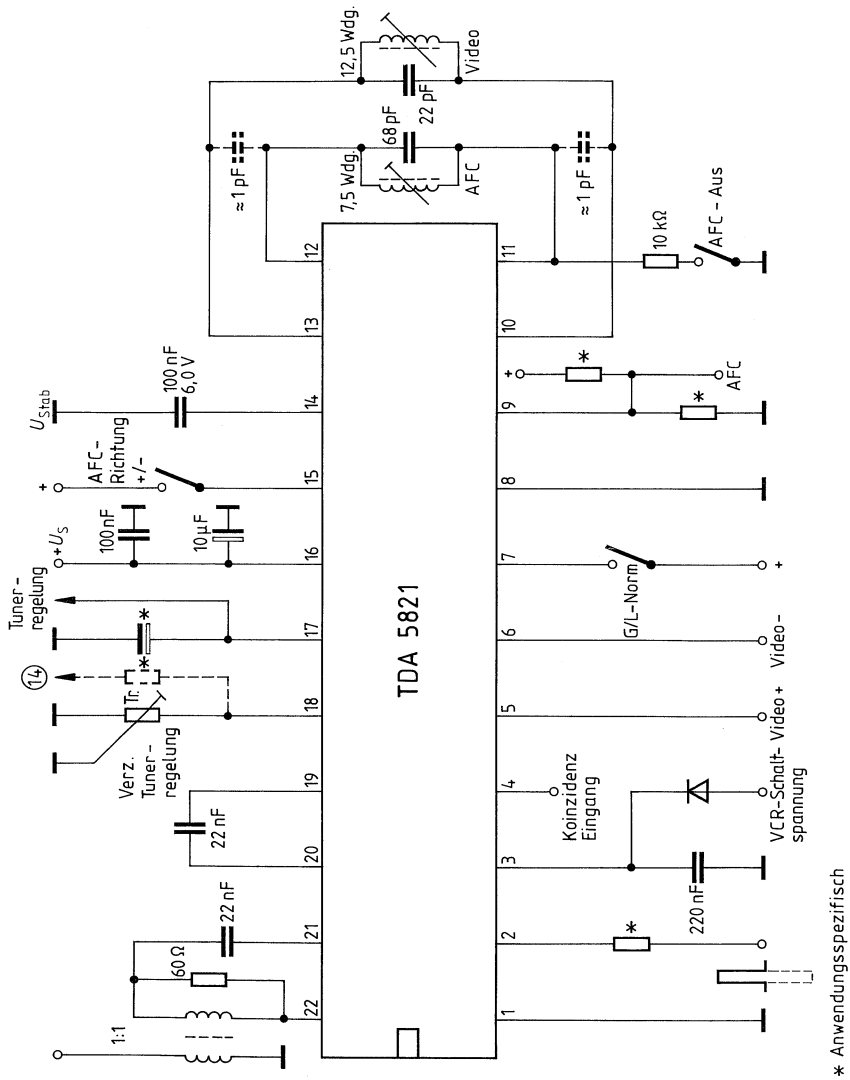 12,5 Wdg.
Video
22 pF
68 pF
7,5 Wdg.
AFC
≈1 pF
≈1 pF
12
11
10 kΩ
AFC-Aus
13
10
U Stab
100 nF
6,0 V
14
9
+
*
*
AFC
+
AFC-
Richtung
+/-
15
8
+U S
100nF
10 µF
16
7
G/L-Norm
+
Tuner-
regelung
*
17
6
Video-
14
*
Tr.
Verz.
Tuner-
regelung
18
5
Video+
TDA 5821
19
4
Koinzidenz
Eingang
22 nF
20
3
220 nF
VCR-Schalt-
spannung
22 nF
21
2
*
60 Ω
22
1
1:1
* Anwendungsspezifisch